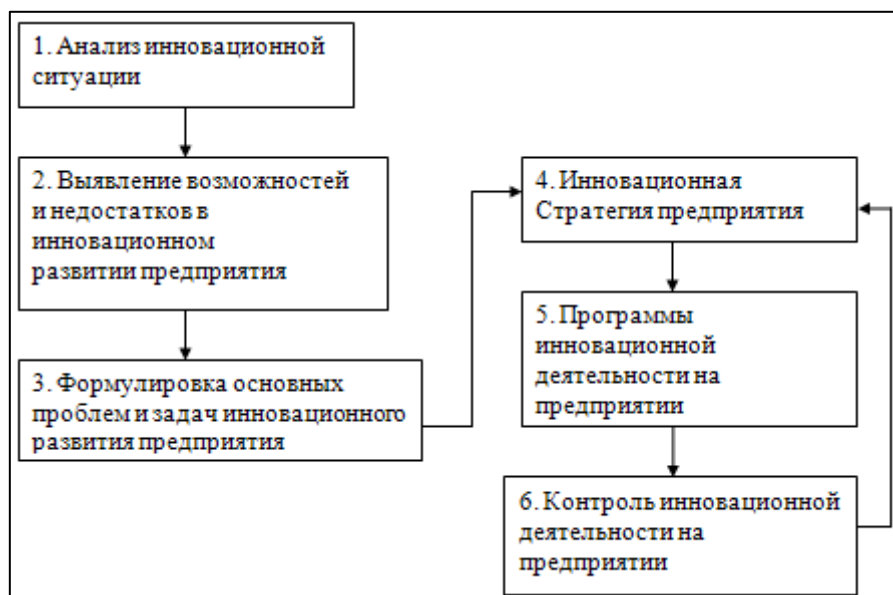 1. Анализ инновационной
ситуации
2. Выявление возможностей
и недостатков в
инновационном
развитии предприятия
3. Формулировка основных
проблем и задач инновационного
развития предприятия
4. Инновационная
Стратегия предприятия
5. Программы
инновационной
деятельности на
предприятии
6. Контроль инновационной
деятельности на
предприятии